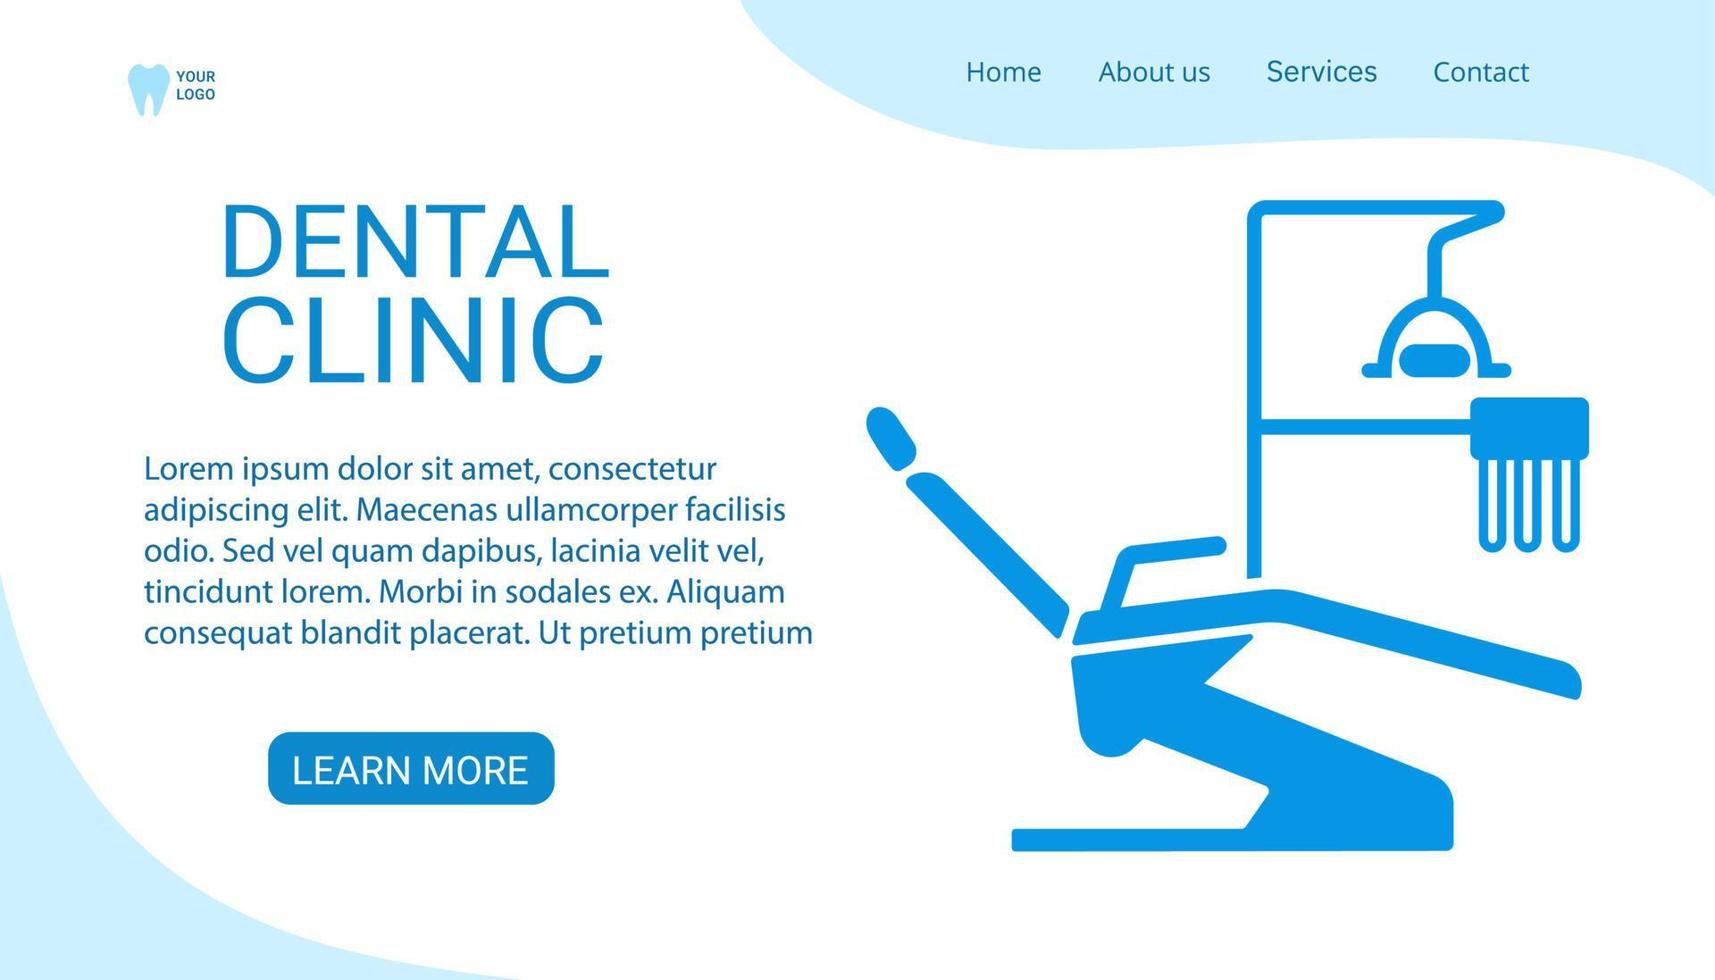 YOUR
LOGO
Home About us Services Contact
DENTAL
CLINIC
Lorem ipsum dolor sit amet, consectetur
adipiscing elit. Maecenas ullamcorper facilisis
odio. Sed vel quam dapibus, lacinia velit vel,
tincidunt lorem. Morbi in sodales ex. Aliquam
consequat blandit placerat. Ut pretium pretium
LEARN MORE